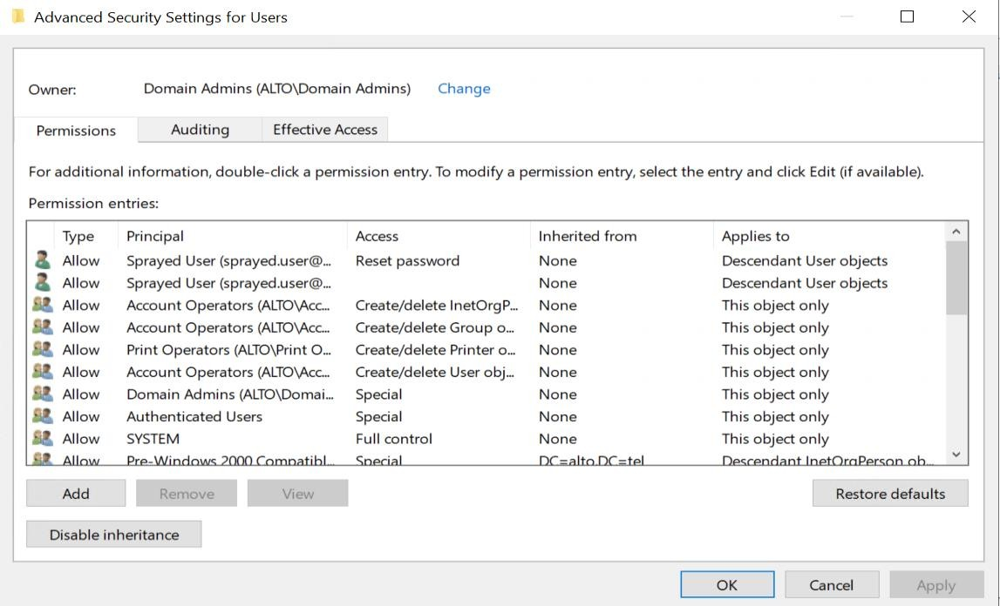 Advanced Security Settings for Users
Owner: Domain Admins (ALTO\Domain Admins) Change
Permissions Auditing Effective Access
For additional information, double-click a permission entry. To modify a permission entry, select the entry and click Edit (if available).
Permission entries:
Type Principal Access Inherited from Applies to
Allow Sprayed User (sprayed.user@... Reset password None Descendant User objects
Allow Sprayed User (sprayed.user@... None Descendant User objects
Allow Account Operators (ALTO\Acc... Create/delete InetOrgP... None This object only
Allow Account Operators (ALTO\Acc... Create/delete Group o... None This object only
Allow Print Operators (ALTO\Print O... Create/delete Printer o... None This object only
Allow Account Operators (ALTO\Acc... Create/delete User obj... None This object only
Allow Domain Admins (ALTO\Domai... Special None This object only
Allow Authenticated Users Special None This object only
Allow SYSTEM Full control None This object only
Allow Pre-Windows 2000 Compatibl... Special DC=alto,DC=tel Descendant InetOrgPerson ob...
Add Remove View Restore defaults
Disable inheritance
OK Cancel Apply